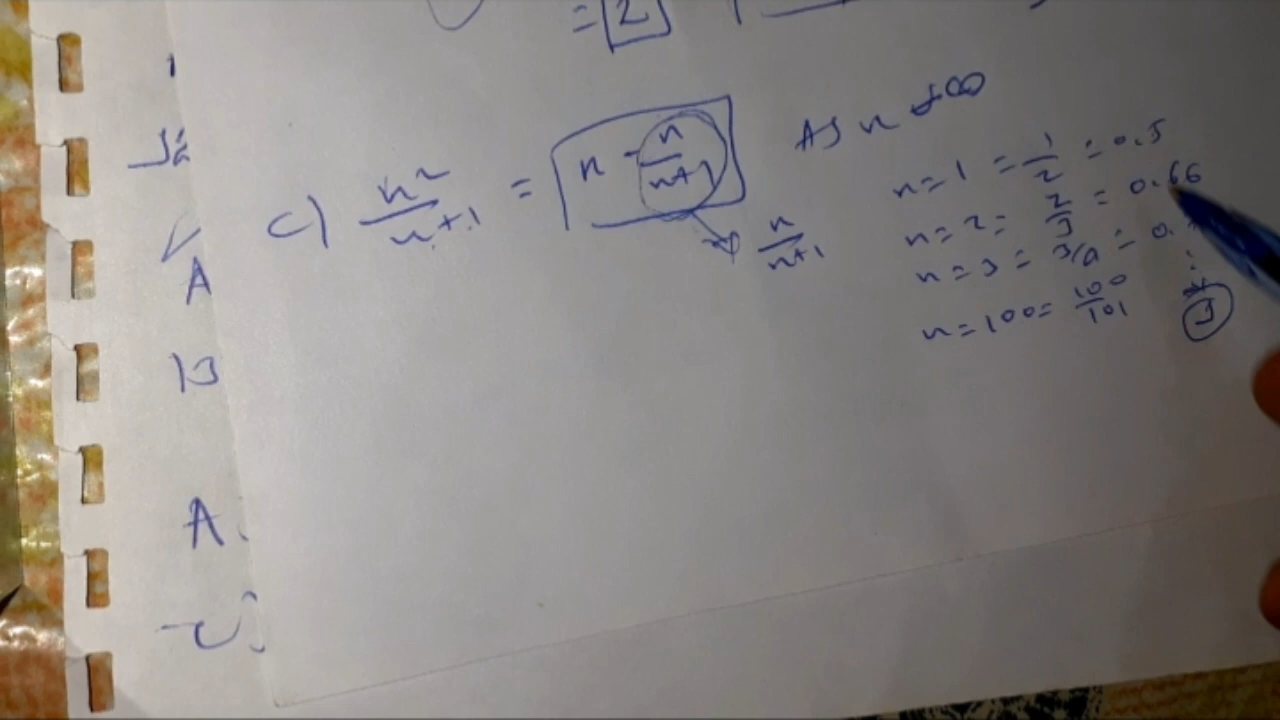 = 2
As n → ∞
c) n²/n+1 = n - n/n+1
n/n+1
n=1 = 1/2 = 0.5
n=2= 2/3 = 0.66
n=3 = 3/4 = 0.
n=100= 100/101
A
B
A